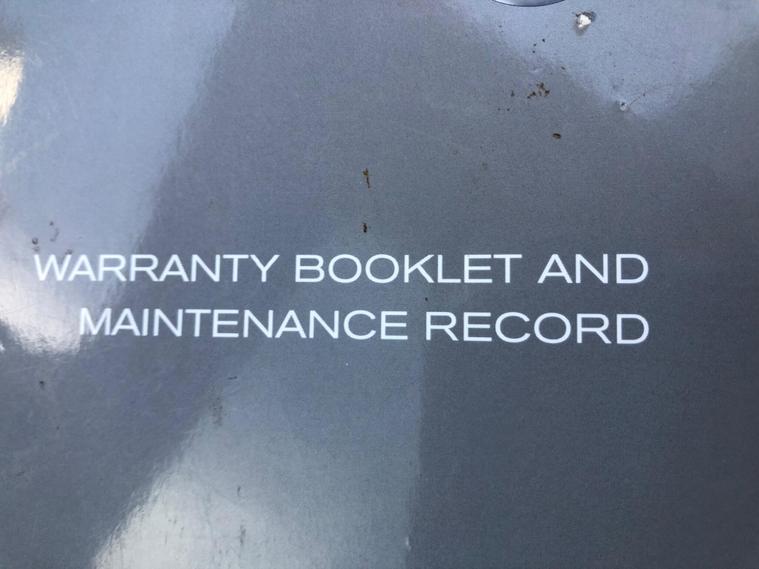 WARRANTY BOOKLET AND
MAINTENANCE RECORD